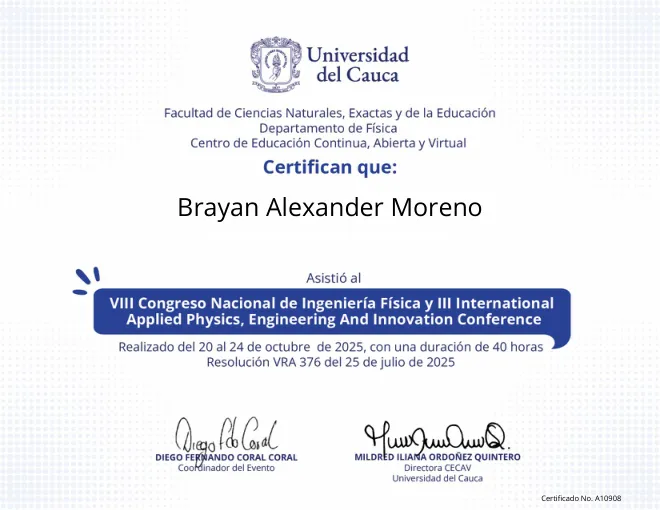 Universidad
del Cauca
Facultad de Ciencias Naturales, Exactas y de la Educación
Departamento de Física
Centro de Educación Continua, Abierta y Virtual
Certifican que:
Brayan Alexander Moreno
Asistió al
VIII Congreso Nacional de Ingeniería Física y III International
Applied Physics, Engineering And Innovation Conference
Realizado del 20 al 24 de octubre de 2025, con una duración de 40 horas
Resolución VRA 376 del 25 de julio de 2025
Diego Fdo Coral
DIEGO FERNANDO CORAL CORAL
Coordinador del Evento
MILDRED ILIANA ORDOÑEZ QUINTERO
Directora CECAV
Universidad del Cauca
Certificado No. A10908